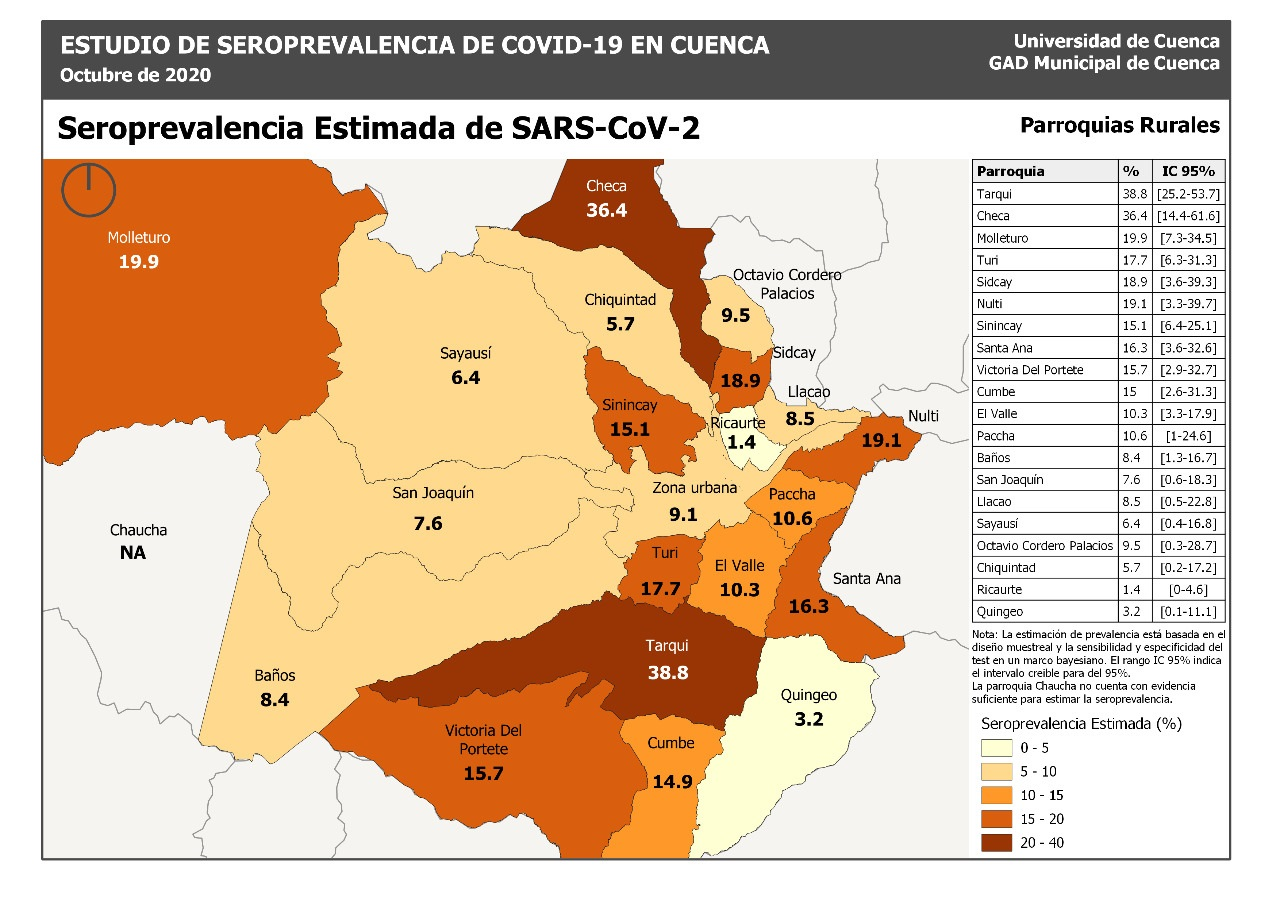 ESTUDIO DE SEROPREVALENCIA DE COVID-19 EN CUENCA
Octubre de 2020
Universidad de Cuenca
GAD Municipal de Cuenca
Seroprevalencia Estimada de SARS-CoV-2
Parroquias Rurales
Molleturo
19.9
Checa
36.4
Octavio Cordero
Palacios
9.5
Chiquintad
5.7
Sayausí
6.4
Sidcay
18.9
Llacao
8.5
Nulti
19.1
Sinincay
15.1
Ricaurte
1.4
San Joaquín
7.6
Zona urbana
9.1
Paccha
10.6
Chaucha
NA
Turi
17.7
El Valle
10.3
Santa Ana
16.3
Tarqui
38.8
Baños
8.4
Quingeo
3.2
Victoria Del
Portete
15.7
Cumbe
14.9
Parroquia % IC 95%
Tarqui 38.8 [25.2-53.7]
Checa 36.4 [14.4-61.6]
Molleturo 19.9 [7.3-34.5]
Turi 17.7 [6.3-31.3]
Sidcay 18.9 [3.6-39.3]
Nulti 19.1 [3.3-39.7]
Sinincay 15.1 [6.4-25.1]
Santa Ana 16.3 [3.6-32.6]
Victoria Del Portete 15.7 [2.9-32.7]
Cumbe 15 [2.6-31.3]
El Valle 10.3 [3.3-17.9]
Paccha 10.6 [1-24.6]
Baños 8.4 [1.3-16.7]
San Joaquín 7.6 [0.6-18.3]
Llacao 8.5 [0.5-22.8]
Sayausí 6.4 [0.4-16.8]
Octavio Cordero Palacios 9.5 [0.3-28.7]
Chiquintad 5.7 [0.2-17.2]
Ricaurte 1.4 [0-4.6]
Quingeo 3.2 [0.1-11.1]
Nota: La estimación de prevalencia está basada en el
diseño muestreal y la sensibilidad y especificidad del
test en un marco bayesiano. El rango IC 95% indica
el intervalo creible para del 95%.
La parroquia Chaucha no cuenta con evidencia
suficiente para estimar la seroprevalencia.
Seroprevalencia Estimada (%)
0 - 5
5 - 10
10 - 15
15 - 20
20 - 40